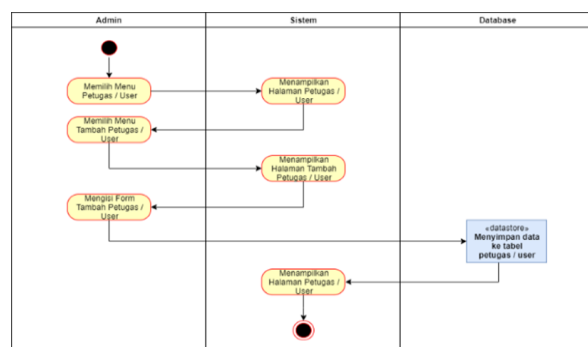 Admin
Sistem
Database
Memilih Menu
Petugas / User
Menampilkan
Halaman Petugas /
User
Memilih Menu
Tambah Petugas /
User
Menampilkan
Halaman Tambah
Petugas / User
Mengisi Form
Tambah Petugas /
User
«datastore»
Menyimpan data
ke tabel
petugas / user
Menampilkan
Halaman Petugas /
User